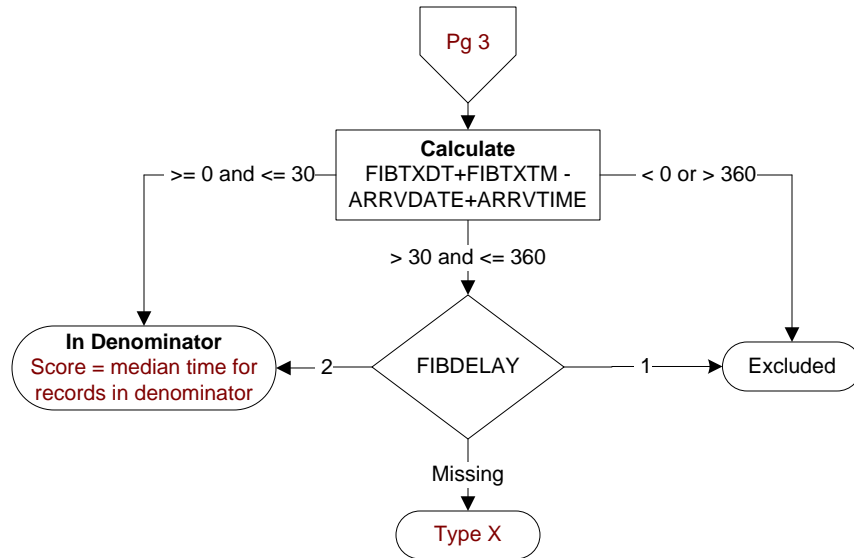 Pg 3
Calculate
FIBTXDT+FIBTXTM -
ARRVDATE+ARRVTIME
>= 0 and <= 30
< 0 or > 360
> 30 and <= 360
In Denominator
Score = median time for
records in denominator
2
FIBDELAY
1
Excluded
Missing
Type X